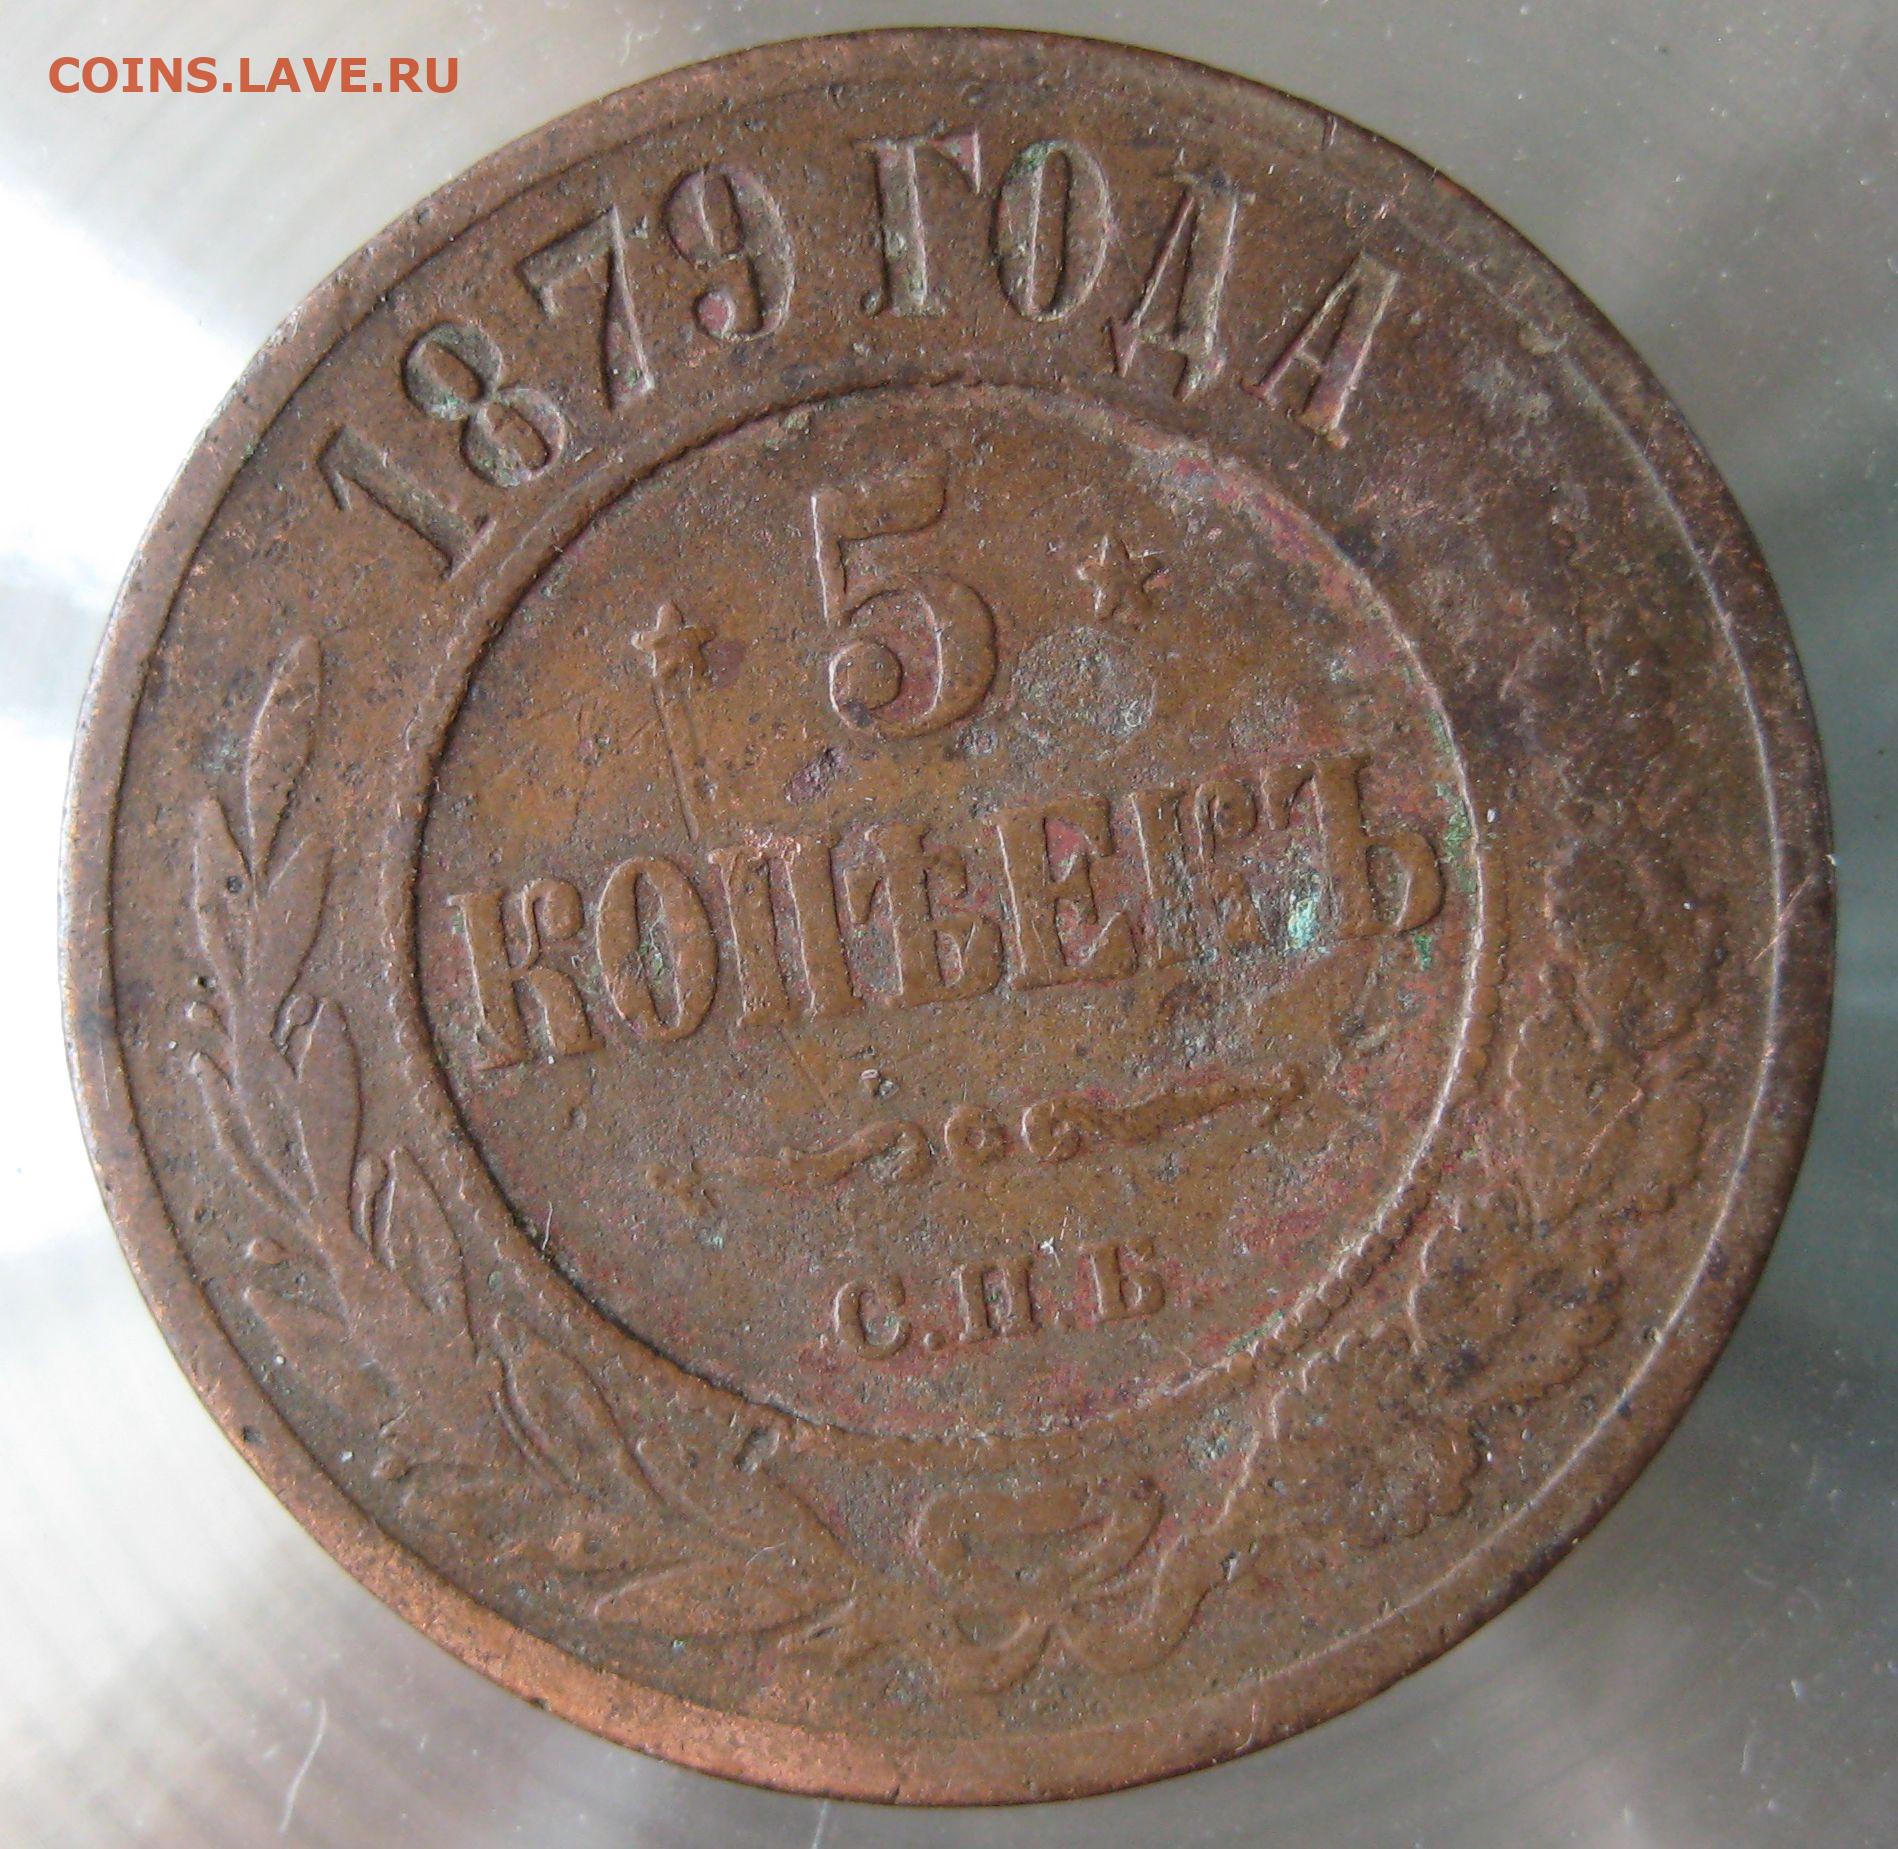 COINS.LAVE.RU
1879 ГОДА
5
КОПѢЕКЪ
С.П.Б.